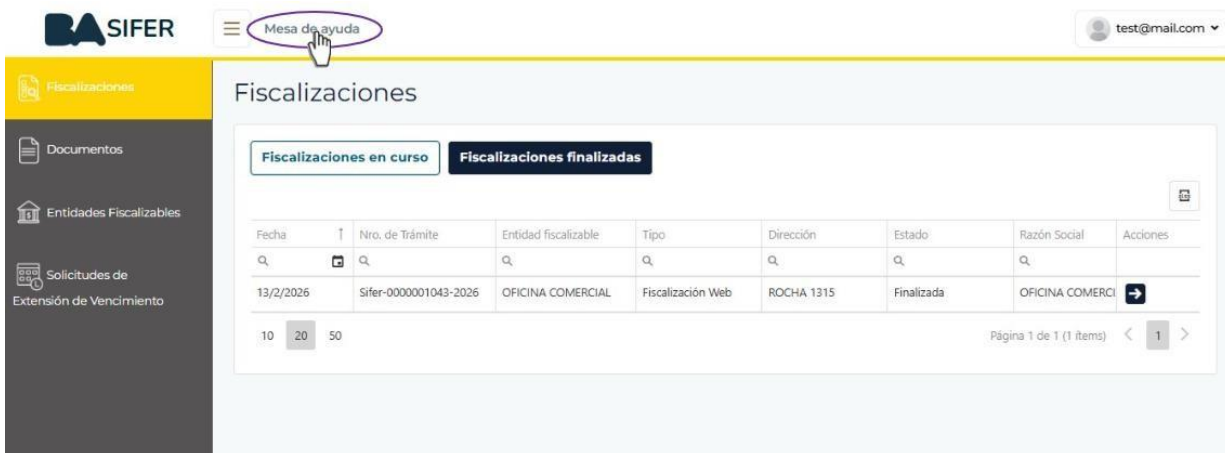 BA SIFER
Mesa de ayuda
test@mail.com
Fiscalizaciones
Documentos
Entidades Fiscalizables
Solicitudes de
Extensión de Vencimiento
Fiscalizaciones
Fiscalizaciones en curso Fiscalizaciones finalizadas
Fecha Nro. de Trámite Entidad fiscalizable Tipo Dirección Estado Razón Social Acciones
13/2/2026 Sifer-0000001043-2026 OFICINA COMERCIAL Fiscalización Web ROCHA 1315 Finalizada OFICINA COMERCI
10 20 50 Página 1 de 1 (1 ítems) 1